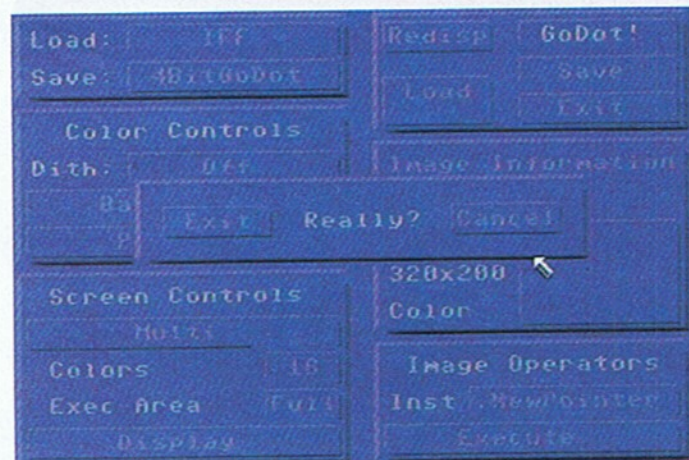 Load: IFF
Save: 4BitGoDot
Color Controls
Dith: Off
Ba
P
Screen Controls
Multi
Colors 16
Exec Area Full
Display
Redisp GoDot!
Load Save
Exit
Image Information
Exit Really? Cancel
320x200
Color
Image Operators
Inst .NewPointer
Execute